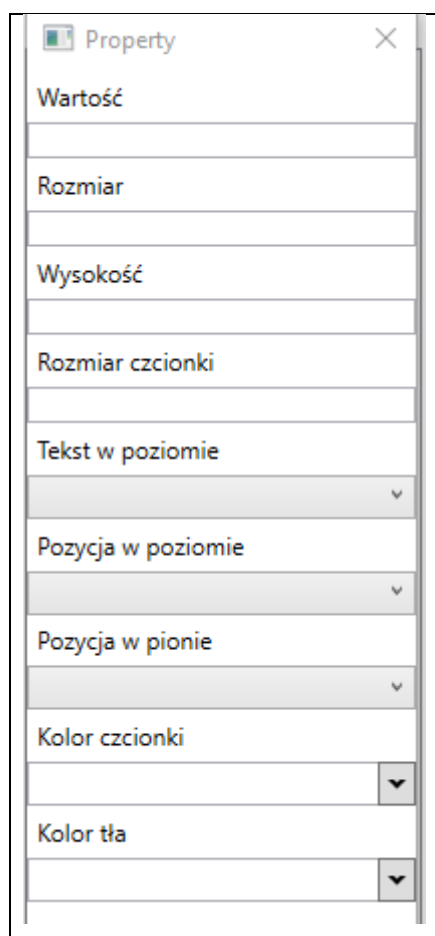 Property
Wartość
Rozmiar
Wysokość
Rozmiar czcionki
Tekst w poziomie
Pozycja w poziomie
Pozycja w pionie
Kolor czcionki
Kolor tła